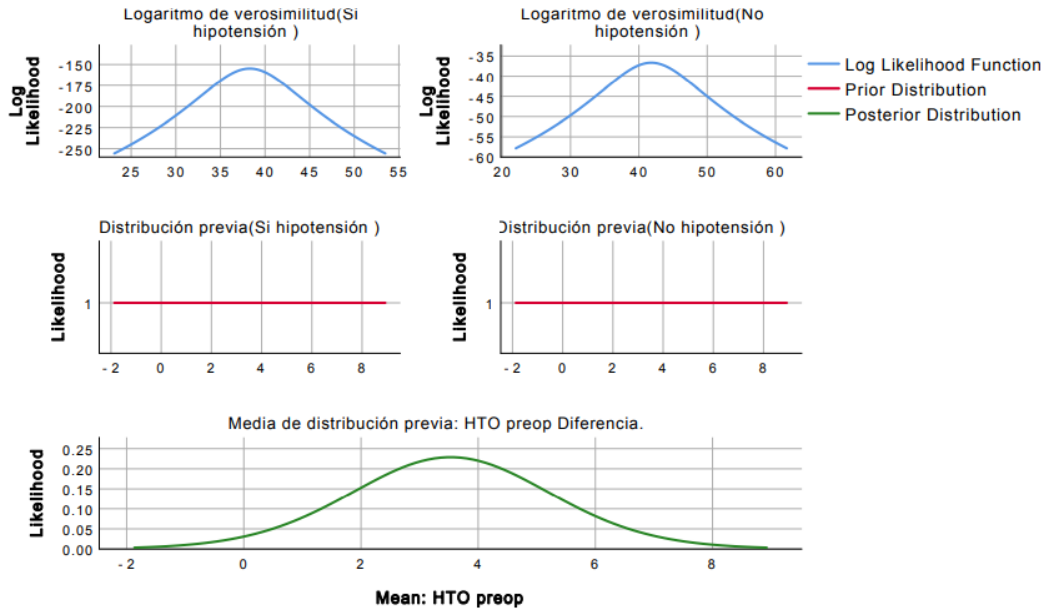 Logaritmo de verosimilitud(Si
hipotensión )
Log
Likelihood
-150
-175
-200
-225
-250
25 30 35 40 45 50 55
Logaritmo de verosimilitud(No
hipotensión )
Log
Likelihood
-35
-40
-45
-50
-55
-60
20 30 40 50 60
Log Likelihood Function
Prior Distribution
Posterior Distribution
Distribución previa(Si hipotensión )
Likelihood
1
-2 0 2 4 6 8
Distribución previa(No hipotensión )
Likelihood
1
-2 0 2 4 6 8
Media de distribución previa: HTO preop Diferencia.
Likelihood
0.25
0.20
0.15
0.10
0.05
0.00
-2 0 2 4 6 8
Mean: HTO preop